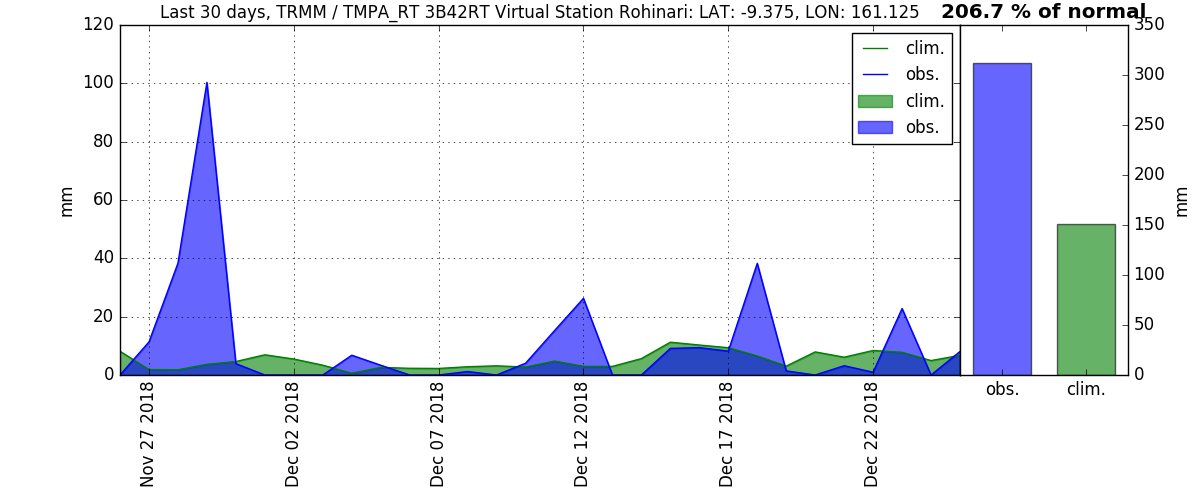 Last 30 days, TRMM / TMPA_RT 3B42RT Virtual Station Rohinari: LAT: -9.375, LON: 161.125
206.7 % of normal
120
100
80
60
40
20
0
mm
clim.
obs.
clim.
obs.
Nov 27 2018
Dec 02 2018
Dec 07 2018
Dec 12 2018
Dec 17 2018
Dec 22 2018
350
300
250
200
150
100
50
0
mm
obs.
clim.